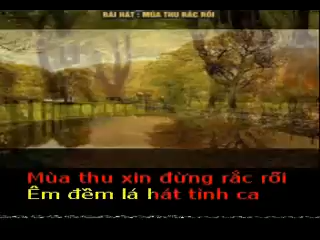 BÀI HÁT : MÙA THU RẮC RỐI
Mùa thu xin đừng rắc rối
Êm đềm lá hát tình ca